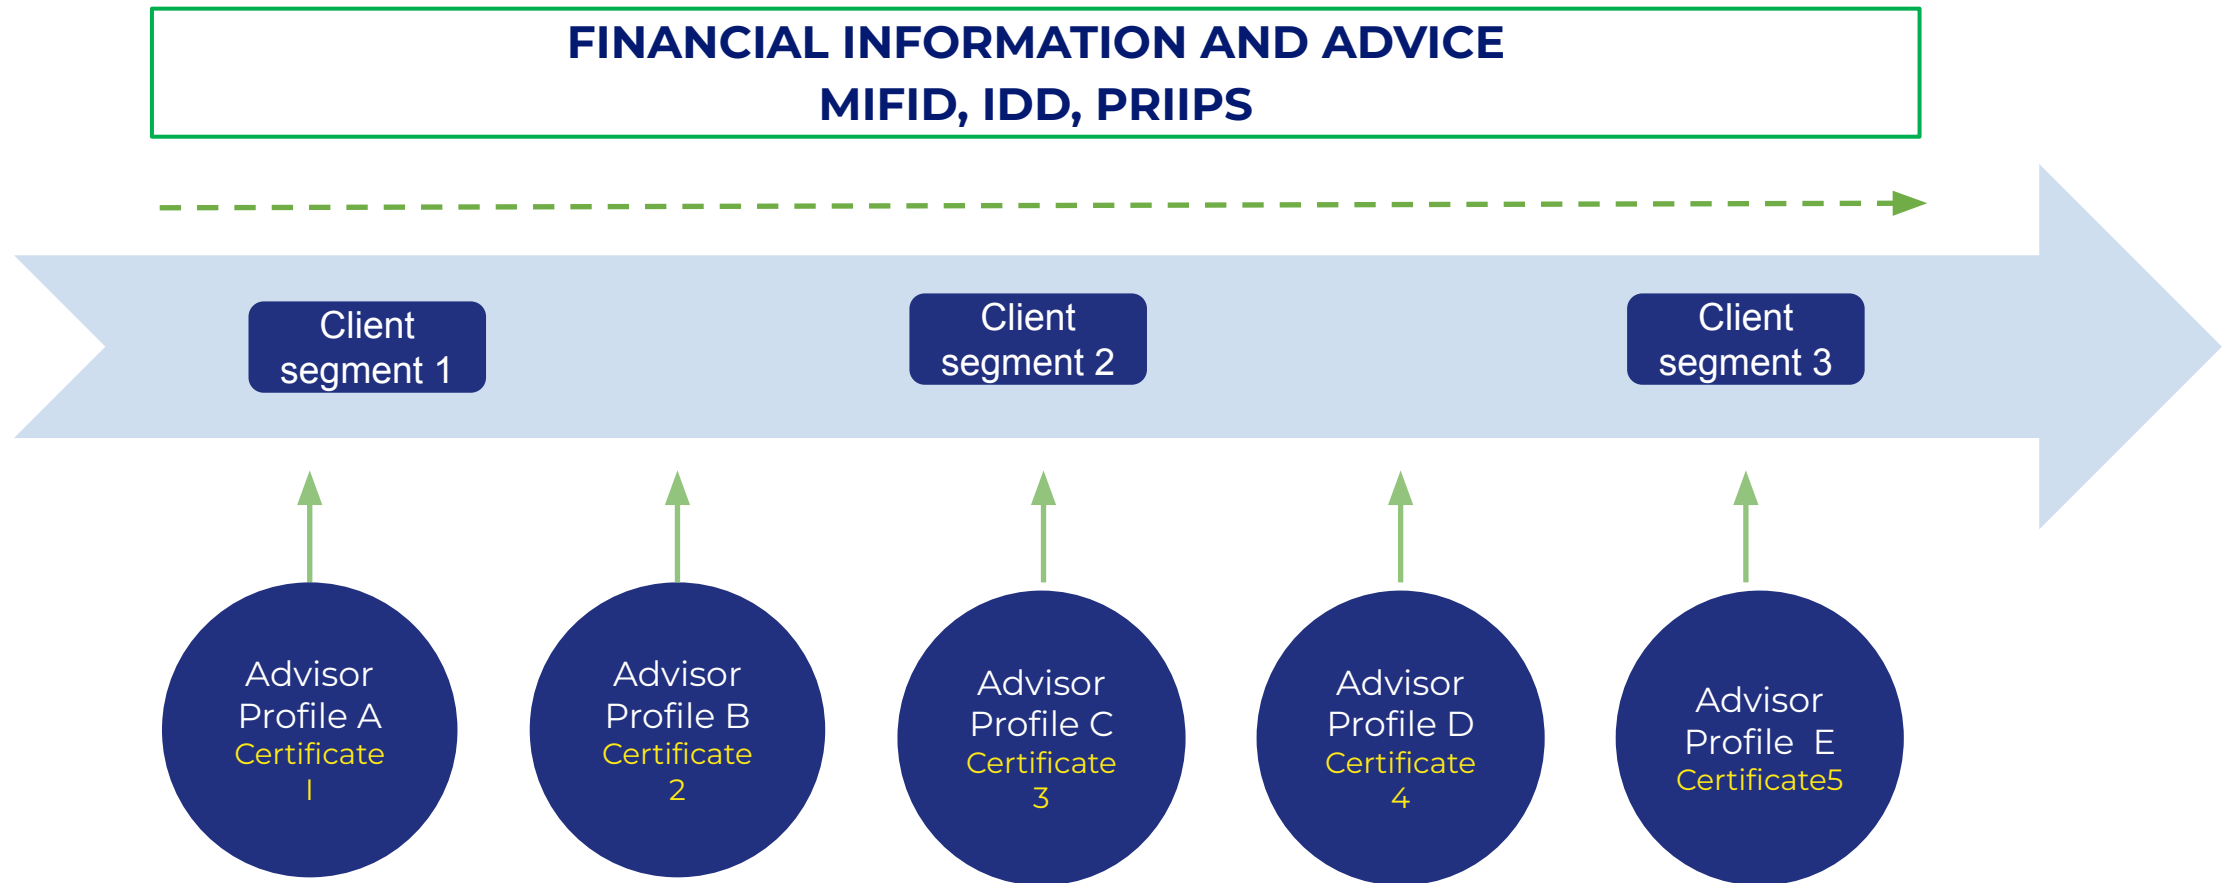 FINANCIAL INFORMATION AND ADVICE
MIFID, IDD, PRIIPS
Client
segment 1
Client
segment 2
Client
segment 3
Advisor
Profile A
Certificate
I
Advisor
Profile B
Certificate
2
Advisor
Profile C
Certificate
3
Advisor
Profile D
Certificate
4
Advisor
Profile  E
Certificate5